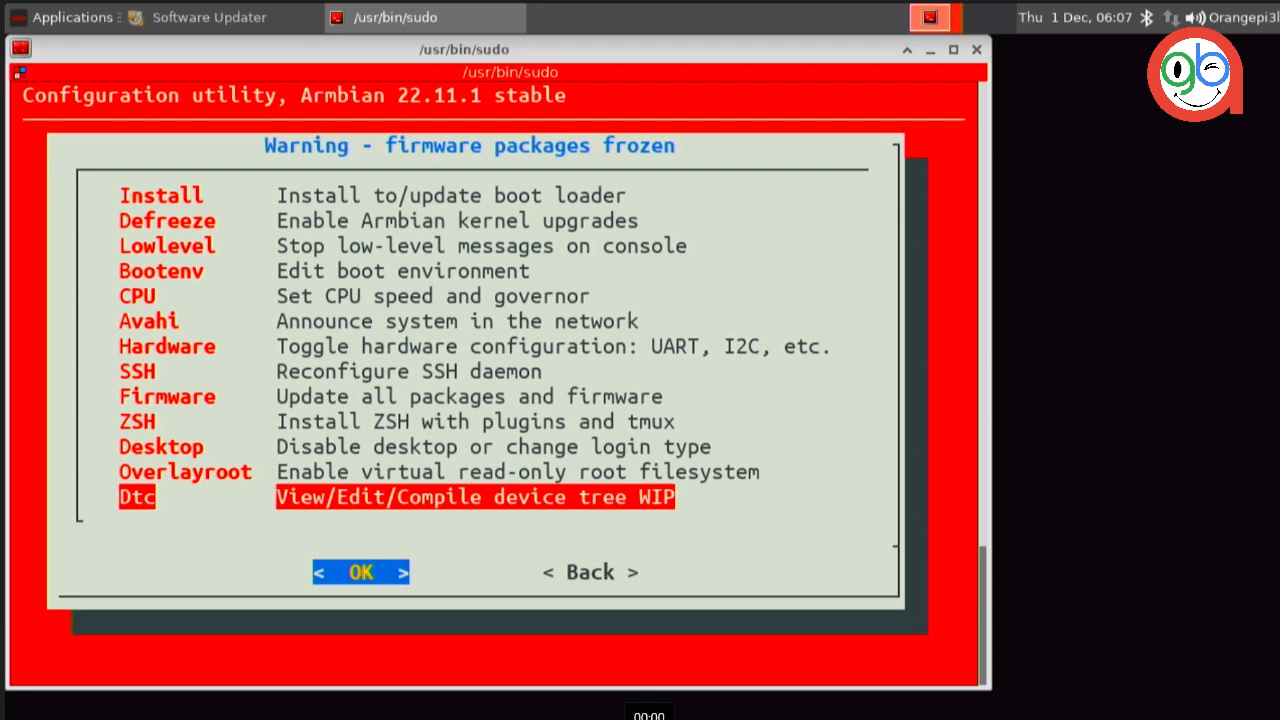 Applications Software Updater /usr/bin/sudo Thu 1 Dec, 06:07 Orangepi3l
/usr/bin/sudo
/usr/bin/sudo
gb
Configuration utility, Armbian 22.11.1 stable
Warning - firmware packages frozen
Install Install to/update boot loader
Defreeze Enable Armbian kernel upgrades
Lowlevel Stop low-level messages on console
Bootenv Edit boot environment
CPU Set CPU speed and governor
Avahi Announce system in the network
Hardware Toggle hardware configuration: UART, I2C, etc.
SSH Reconfigure SSH daemon
Firmware Update all packages and firmware
ZSH Install ZSH with plugins and tmux
Desktop Disable desktop or change login type
Overlayroot Enable virtual read-only root filesystem
Dtc View/Edit/Compile device tree WIP
< OK > < Back >
00:00